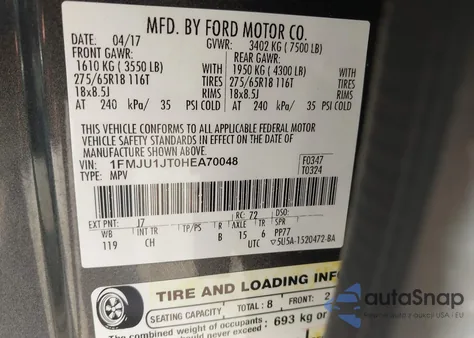 MFD. BY FORD MOTOR CO.
DATE: 04/17 GVWR: 3402 KG ( 7500 LB)
FRONT GAWR: REAR GAWR:
1610 KG ( 3550 LB) WITH 1950 KG ( 4300 LB) WITH
275/65R18 116T TIRES 275/65R18 116T TIRES
18x8.5J RIMS 18x8.5J RIMS
AT 240 kPa/ 35 PSI COLD AT 240 kPa/ 35 PSI COLD
THIS VEHICLE CONFORMS TO ALL APPLICABLE FEDERAL MOTOR
VEHICLE SAFETY STANDARDS IN EFFECT ON THE DATE OF
MANUFACTURE SHOWN ABOVE.
VIN: 1FMJU1JT0HEA70048 F0347
TYPE: MPV T0324
EXT PNT: J7 RC: 72 DSO:
WB INT TR TP/PS R AXLE TR SPR
119 CH B 15 6 PP77
UTC 5U5A-1520472-BA
TIRE AND LOADING INFO
SEATING CAPACITY TOTAL: 8 FRONT: 2
The combined weight of occupants
should never exceed: 693 kg or
autaSnap